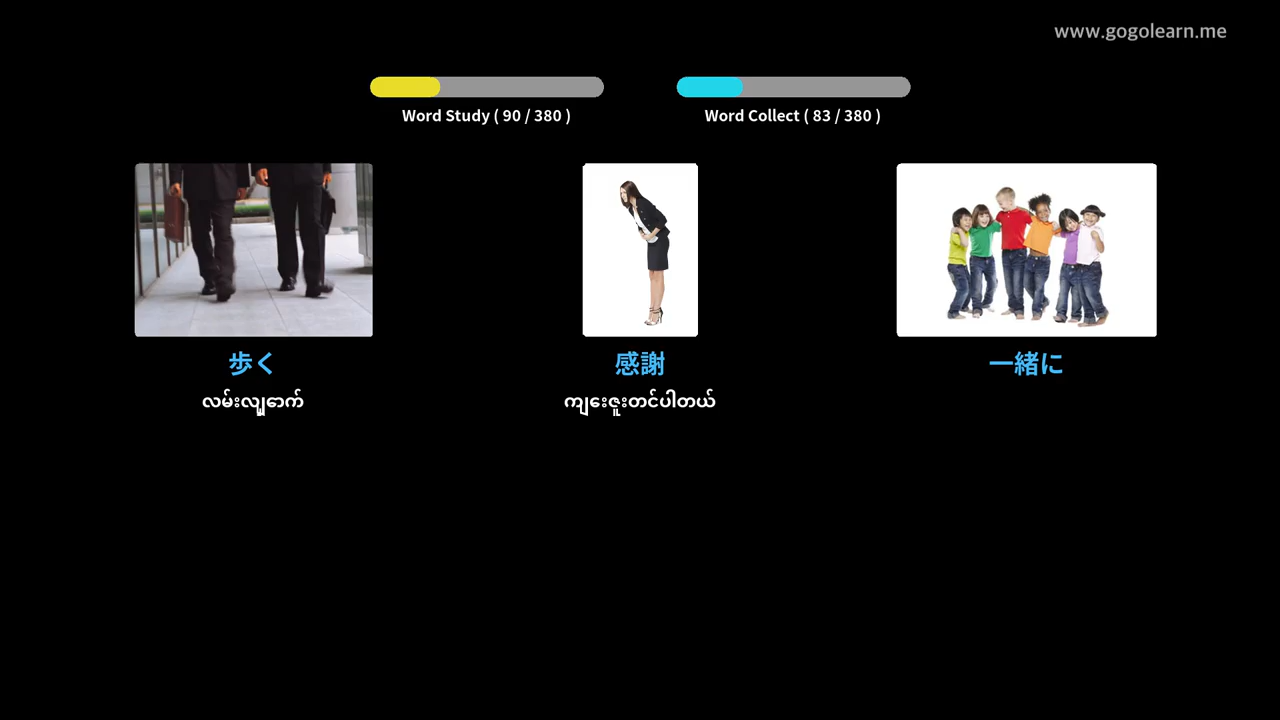 www.gogolearn.me
Word Study ( 90 / 380 )
Word Collect ( 83 / 380 )
歩く
感謝
一緒に
လမ်းလျှောက်
ကျေးဇူးတင်ပါတယ်